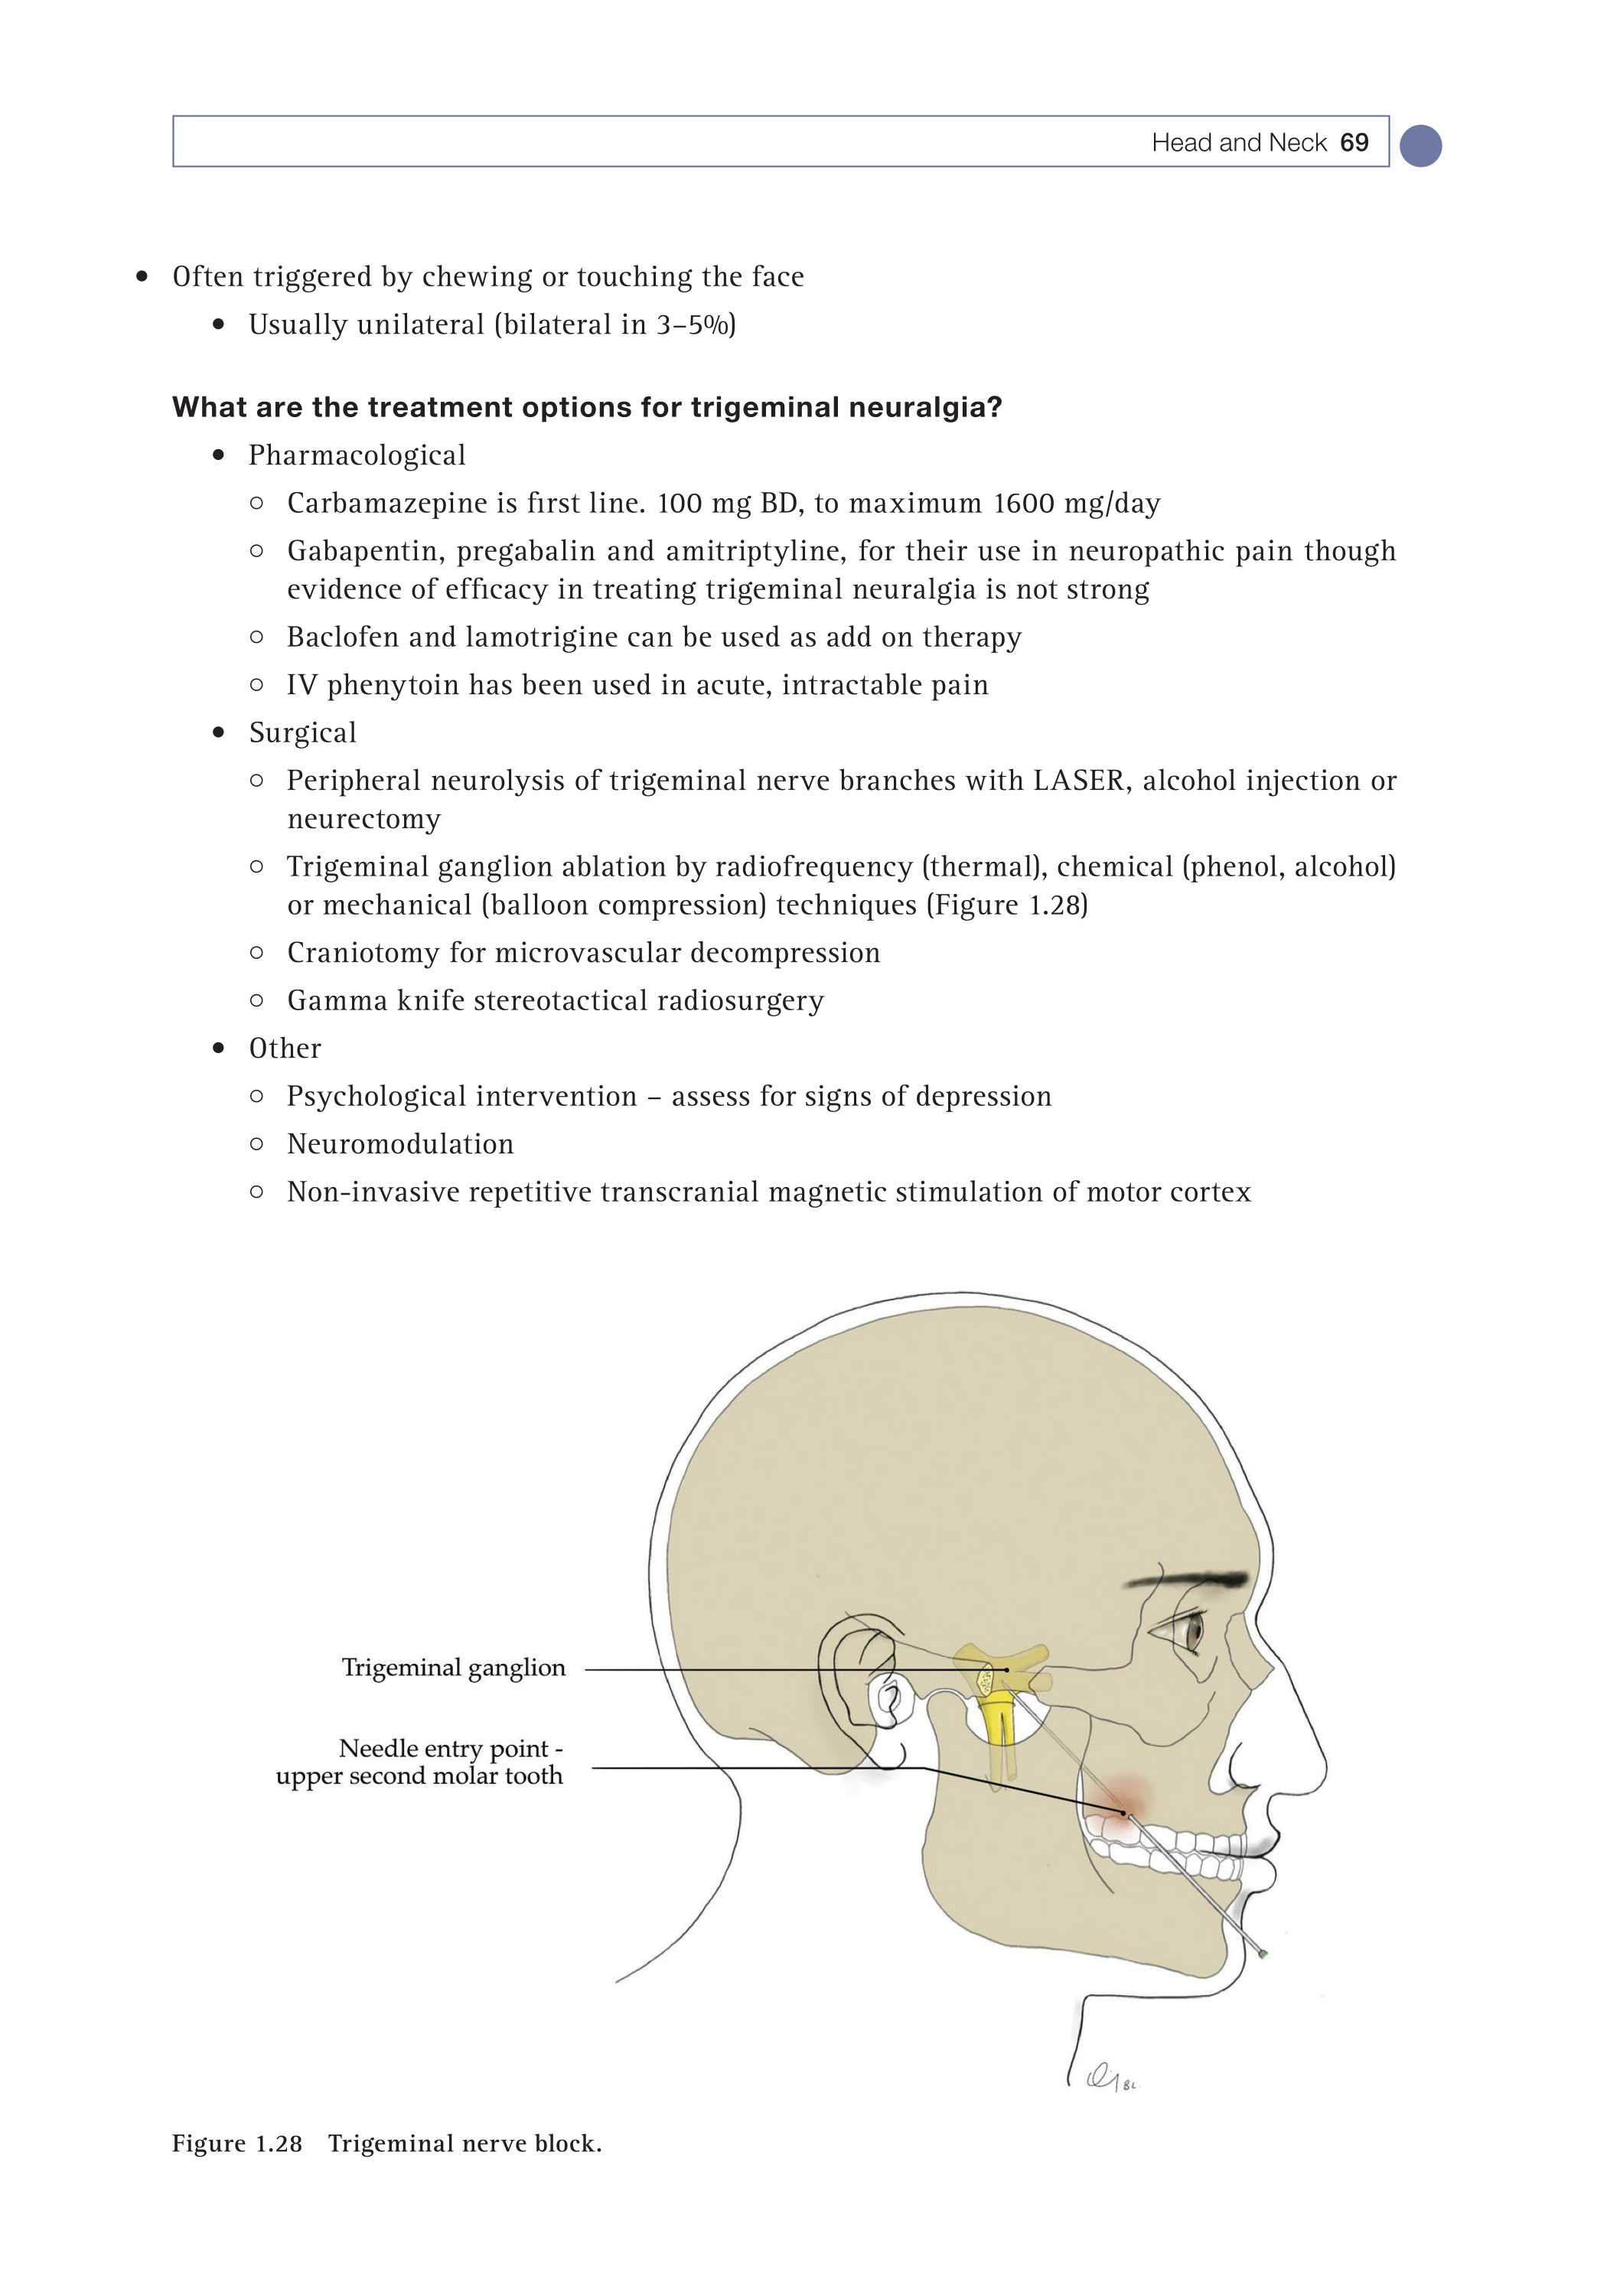 Head and Neck 69
• Often triggered by chewing or touching the face
• Usually unilateral (bilateral in 3–5%)
What are the treatment options for trigeminal neuralgia?
• Pharmacological
○ Carbamazepine is first line. 100 mg BD, to maximum 1600 mg/day
○ Gabapentin, pregabalin and amitriptyline, for their use in neuropathic pain though
evidence of efficacy in treating trigeminal neuralgia is not strong
○ Baclofen and lamotrigine can be used as add on therapy
○ IV phenytoin has been used in acute, intractable pain
• Surgical
○ Peripheral neurolysis of trigeminal nerve branches with LASER, alcohol injection or
neurectomy
○ Trigeminal ganglion ablation by radiofrequency (thermal), chemical (phenol, alcohol)
or mechanical (balloon compression) techniques (Figure 1.28)
○ Craniotomy for microvascular decompression
○ Gamma knife stereotactical radiosurgery
• Other
○ Psychological intervention – assess for signs of depression
○ Neuromodulation
○ Non-invasive repetitive transcranial magnetic stimulation of motor cortex
Trigeminal ganglion
Needle entry point -
upper second molar tooth
Figure 1.28 Trigeminal nerve block.